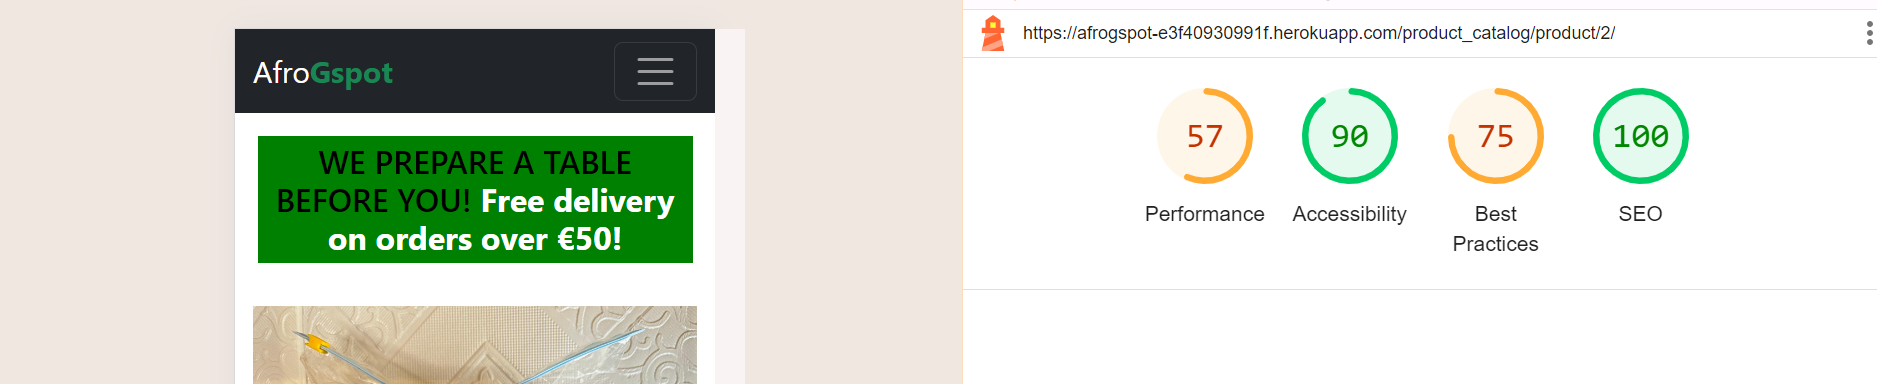 AfroGspot
WE PREPARE A TABLE
BEFORE YOU! Free delivery
on orders over €50!
https://afrogspot-e3f40930991f.herokuapp.com/product_catalog/product/2/
57
90
75
100
Performance
Accessibility
Best
Practices
SEO